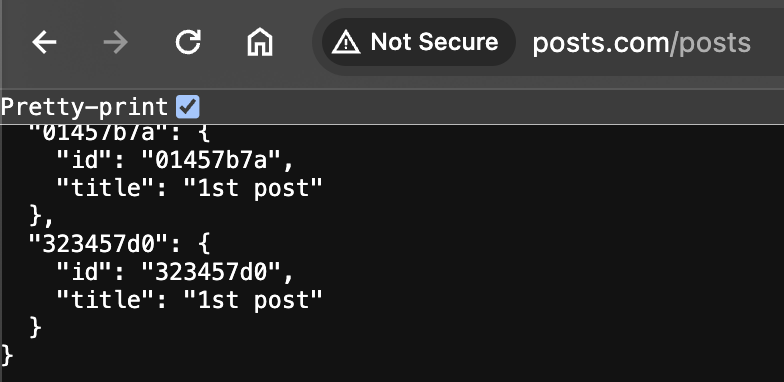 Not Secure posts.com/posts
Pretty-print
"01457b7a": {
"id": "01457b7a",
"title": "1st post"
},
"323457d0": {
"id": "323457d0",
"title": "1st post"
}
}